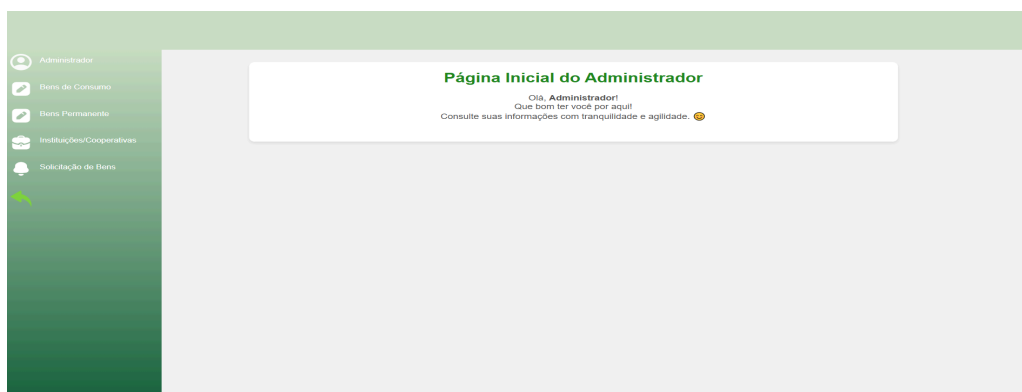 Administrador
Bens de Consumo
Bens Permanente
Instituições/Cooperativas
Solicitação de Bens
Página Inicial do Administrador
Olá, Administrador!
Que bom ter você por aqui!
Consulte suas informações com tranquilidade e agilidade. 😊